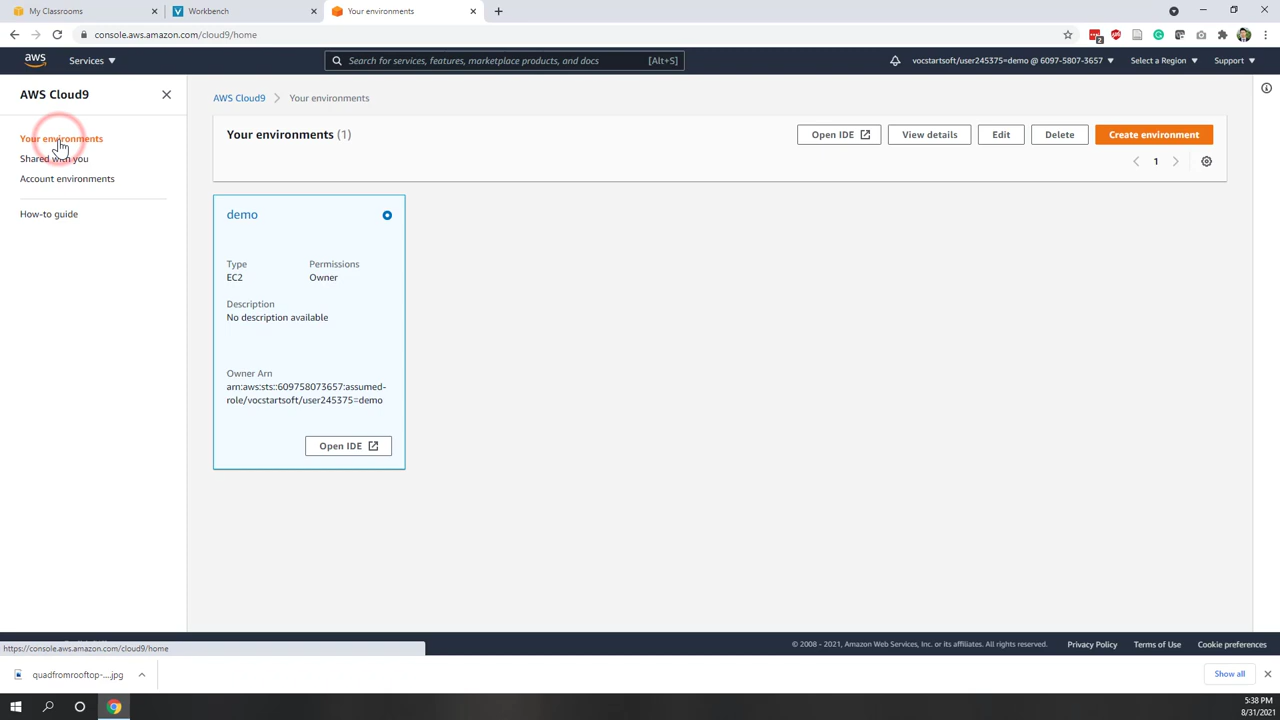 My Classrooms
Workbench
Your environments
console.aws.amazon.com/cloud9/home
2
aws
Services
Search for services, features, marketplace products, and docs
[Alt+S]
vocstartsoft/user245375=demo @ 6097-5807-3657
Select a Region
Support
AWS Cloud9
Your environments
Shared with you
Account environments
How-to guide
AWS Cloud9 > Your environments
Your environments (1)
Open IDE
View details
Edit
Delete
Create environment
1
demo
Type
EC2
Permissions
Owner
Description
No description available
Owner Arn
arn:aws:sts::609758073657:assumed-
role/vocstartsoft/user245375=demo
Open IDE
https://console.aws.amazon.com/cloud9/home
© 2008 - 2021, Amazon Web Services, Inc. or its affiliates. All rights reserved.
Privacy Policy
Terms of Use
Cookie preferences
quadfromrooftop-....jpg
Show all
5:38 PM
8/31/2021